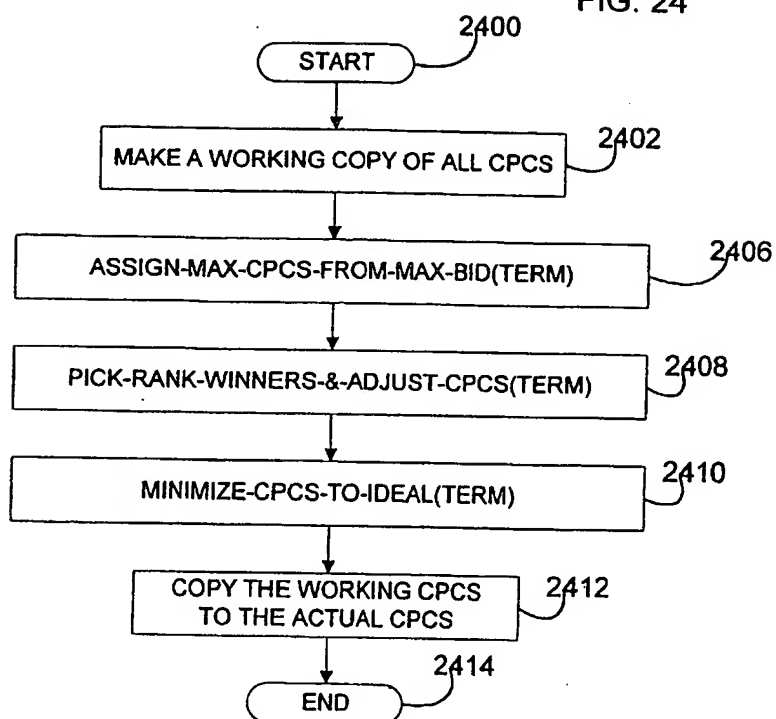 FIG. 24
2400
START
2402
MAKE A WORKING COPY OF ALL CPCS
2406
ASSIGN-MAX-CPCS-FROM-MAX-BID(TERM)
2408
PICK-RANK-WINNERS-&-ADJUST-CPCS(TERM)
2410
MINIMIZE-CPCS-TO-IDEAL(TERM)
2412
COPY THE WORKING CPCS
TO THE ACTUAL CPCS
2414
END